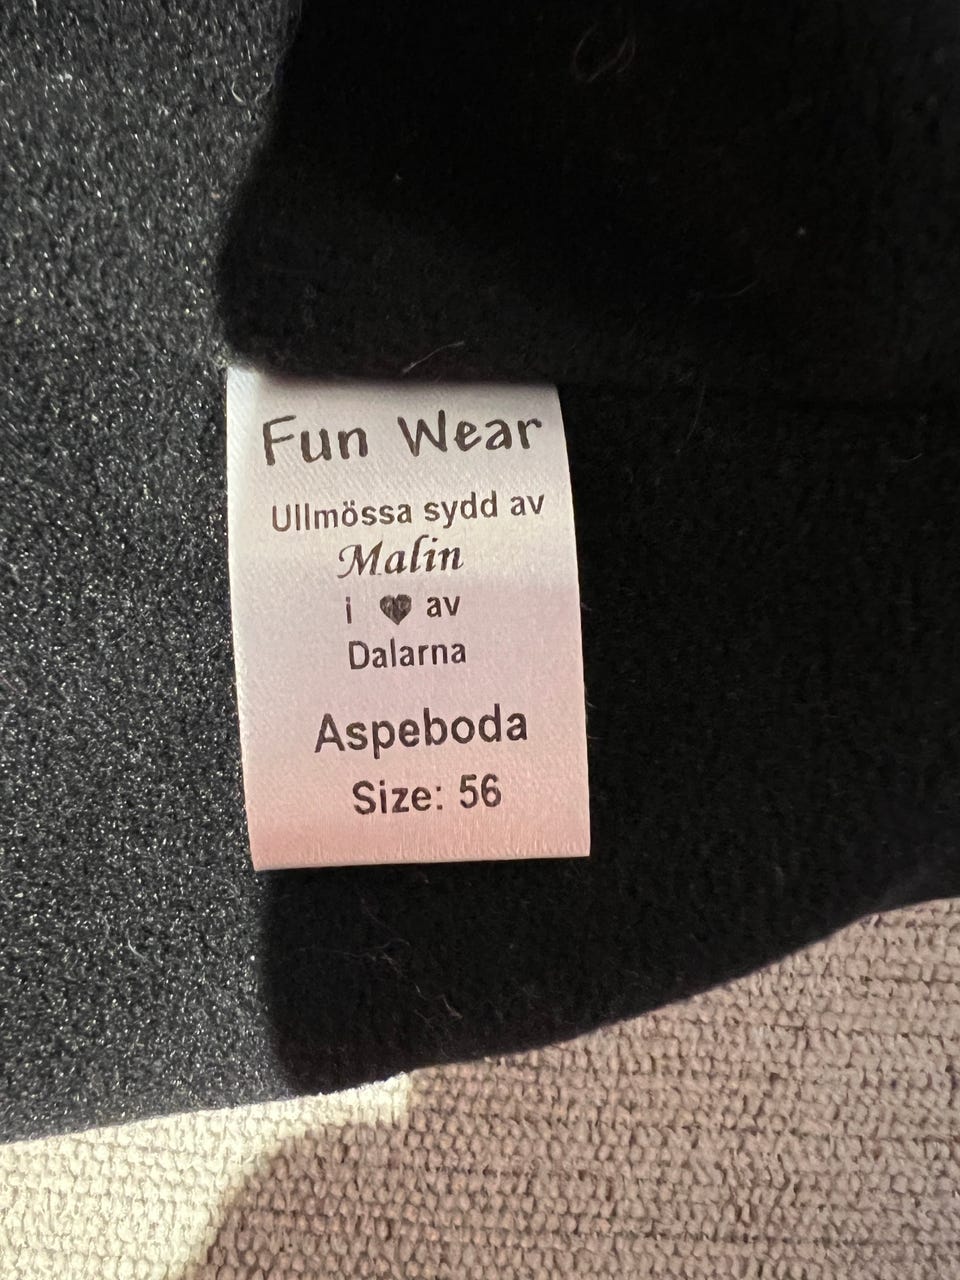 Fun Wear
Ullmössa sydd av
Malin
i ♥ av
Dalarna
Aspeboda
Size: 56